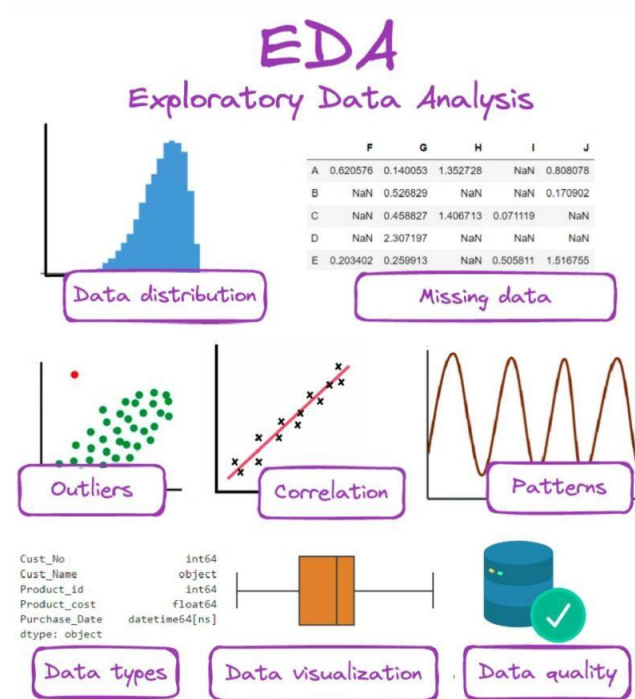 EDA
Exploratory Data Analysis
F G H I J
A 0.620576 0.140053 1.352728 NaN 0.808078
B NaN 0.526829 NaN NaN 0.170902
C NaN 0.458827 1.406713 0.071119 NaN
D NaN 2.307197 NaN NaN NaN
E 0.203402 0.259913 NaN 0.505811 1.516755
Data distribution
Missing data
Outliers
Correlation
Patterns
Cust_No int64
Cust_Name object
Product_id int64
Product_cost float64
Purchase_Date datetime64[ns]
dtype: object
Data types
Data visualization
Data quality